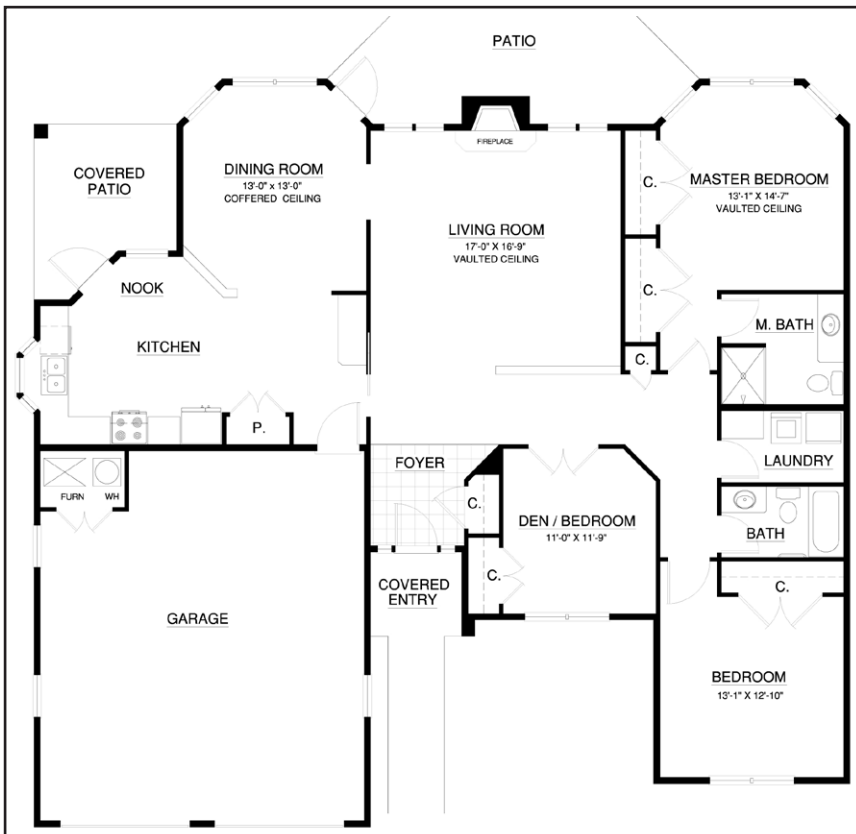 PATIO
FIREPLACE
COVERED
PATIO
DINING ROOM
13'-0" x 13'-0"
COFFERED CEILING
C.
MASTER BEDROOM
13'-1" X 14'-7"
VAULTED CEILING
LIVING ROOM
17'-0" X 16'-9"
VAULTED CEILING
NOOK
C.
KITCHEN
M. BATH
C.
P.
FOYER
LAUNDRY
FURN
WH
C.
DEN / BEDROOM
11'-0" X 11'-9"
BATH
COVERED
ENTRY
C.
C.
GARAGE
BEDROOM
13'-1" X 12'-10"